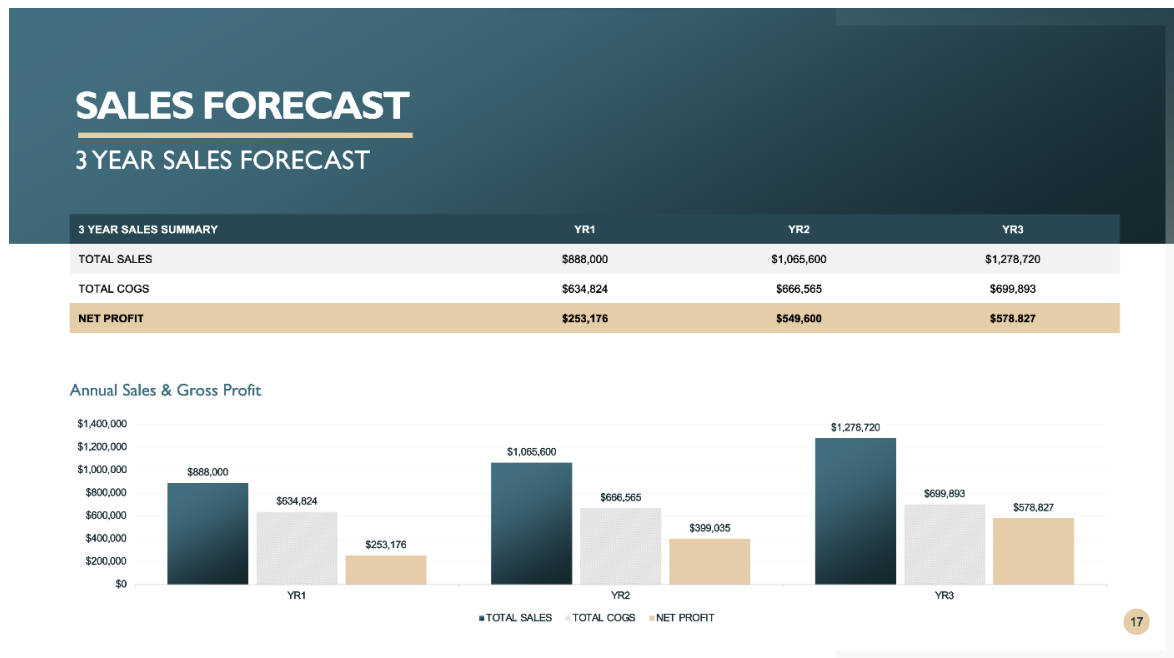 SALES FORECAST
3 YEAR SALES FORECAST
3 YEAR SALES SUMMARY YR1 YR2 YR3
TOTAL SALES $888,000 $1,065,600 $1,278,720
TOTAL COGS $634,824 $666,565 $699,893
NET PROFIT $253,176 $549,600 $578.827
Annual Sales & Gross Profit
$1,400,000
$1,200,000
$1,000,000
$800,000
$600,000
$400,000
$200,000
$0
$888,000
$634,824
$253,176
$1,065,600
$666,565
$399,035
$1,278,720
$699,893
$578,827
YR1 YR2 YR3
TOTAL SALES TOTAL COGS NET PROFIT
17